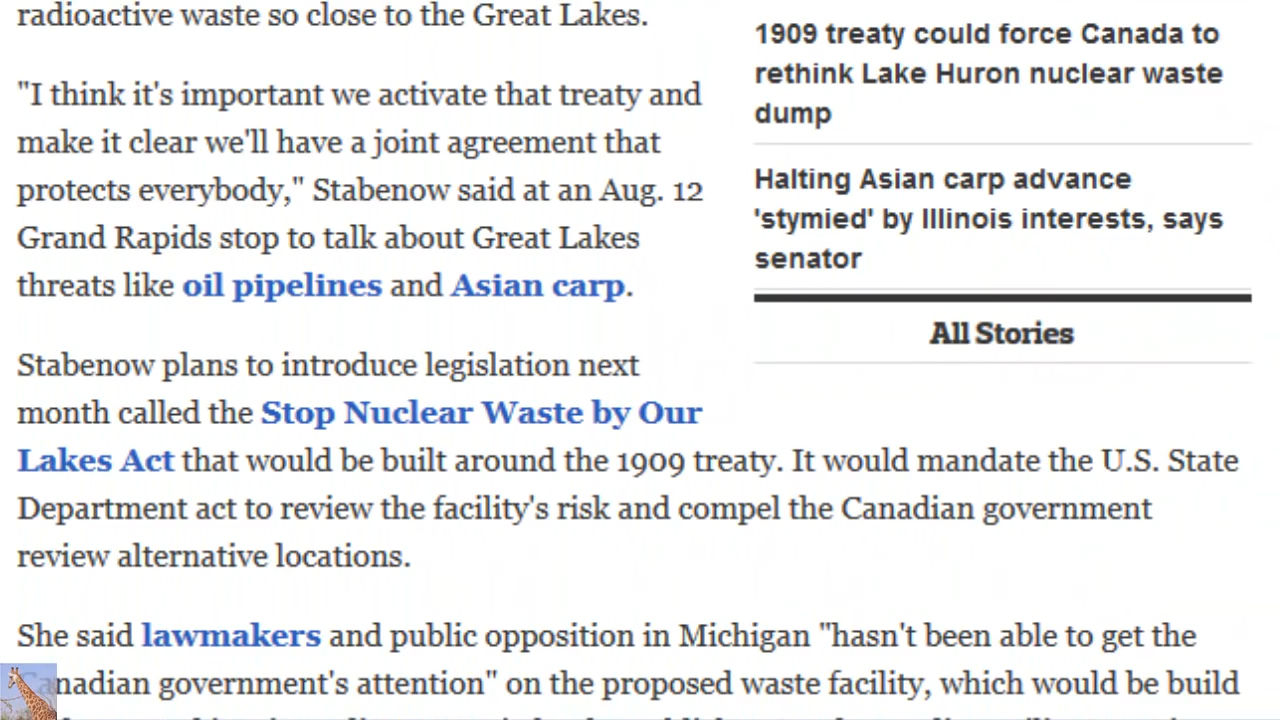 radioactive waste so close to the Great Lakes.
"I think it's important we activate that treaty and
make it clear we'll have a joint agreement that
protects everybody," Stabenow said at an Aug. 12
Grand Rapids stop to talk about Great Lakes
threats like oil pipelines and Asian carp.
Stabenow plans to introduce legislation next
month called the Stop Nuclear Waste by Our
Lakes Act that would be built around the 1909 treaty. It would mandate the U.S. State
Department act to review the facility's risk and compel the Canadian government
review alternative locations.
She said lawmakers and public opposition in Michigan "hasn't been able to get the
Canadian government's attention" on the proposed waste facility, which would be build
1909 treaty could force Canada to
rethink Lake Huron nuclear waste
dump
Halting Asian carp advance
'stymied' by Illinois interests, says
senator
All Stories